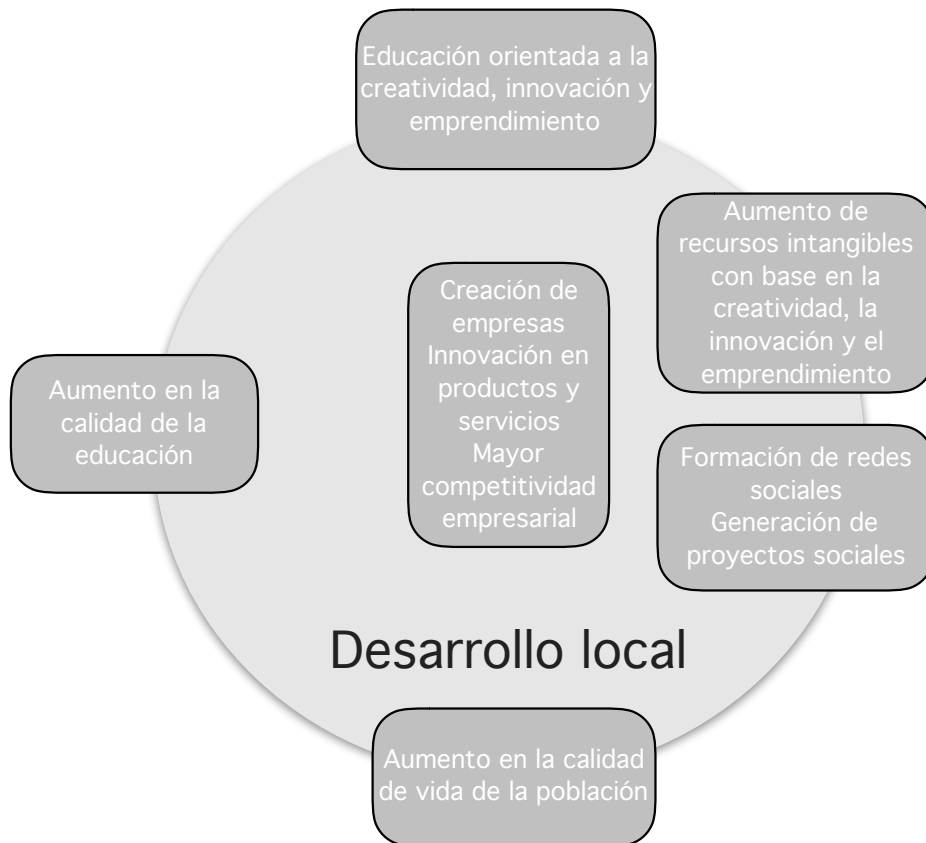 Educación orientada a la
creatividad, innovación y
emprendimiento
Aumento de
recursos intangibles
con base en la
creatividad, la
innovación y el
emprendimiento
Creación de
empresas
Innovación en
productos y
servicios
Mayor
competitividad
empresarial
Aumento en la
calidad de la
educación
Formación de redes
sociales
Generación de
proyectos sociales
Desarrollo local
Aumento en la calidad
de vida de la población